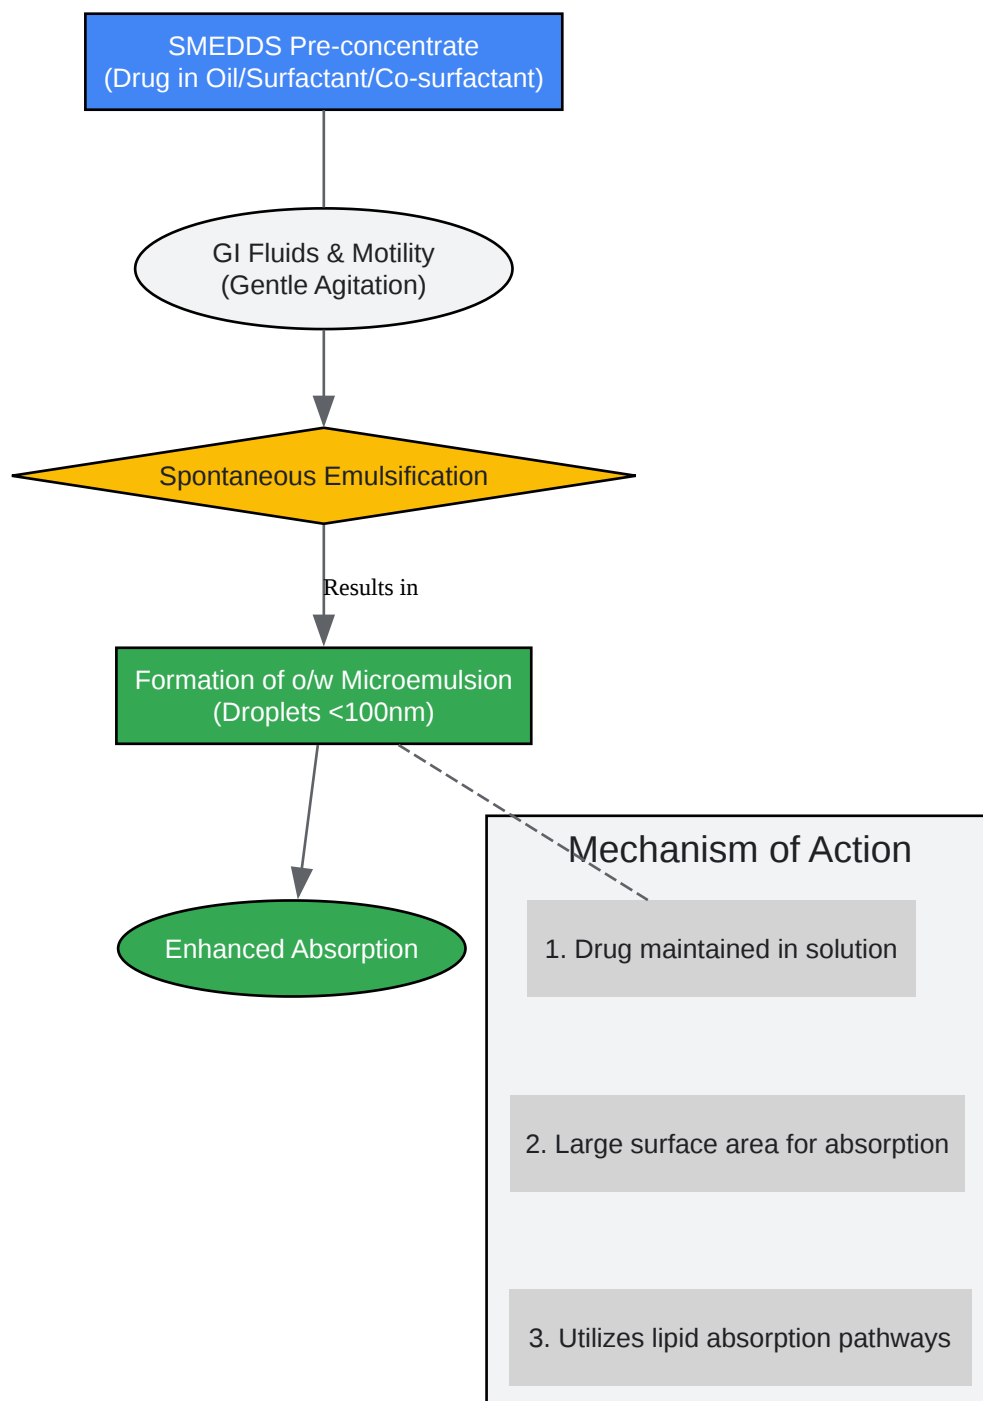 SMEDDS Pre-concentrate
(Drug in Oil/Surfactant/Co-surfactant)
GI Fluids & Motility
(Gentle Agitation)
Spontaneous Emulsification
Results in
Formation of o/w Microemulsion
(Droplets <100nm)
Enhanced Absorption
Mechanism of Action
1. Drug maintained in solution
2. Large surface area for absorption
3. Utilizes lipid absorption pathways